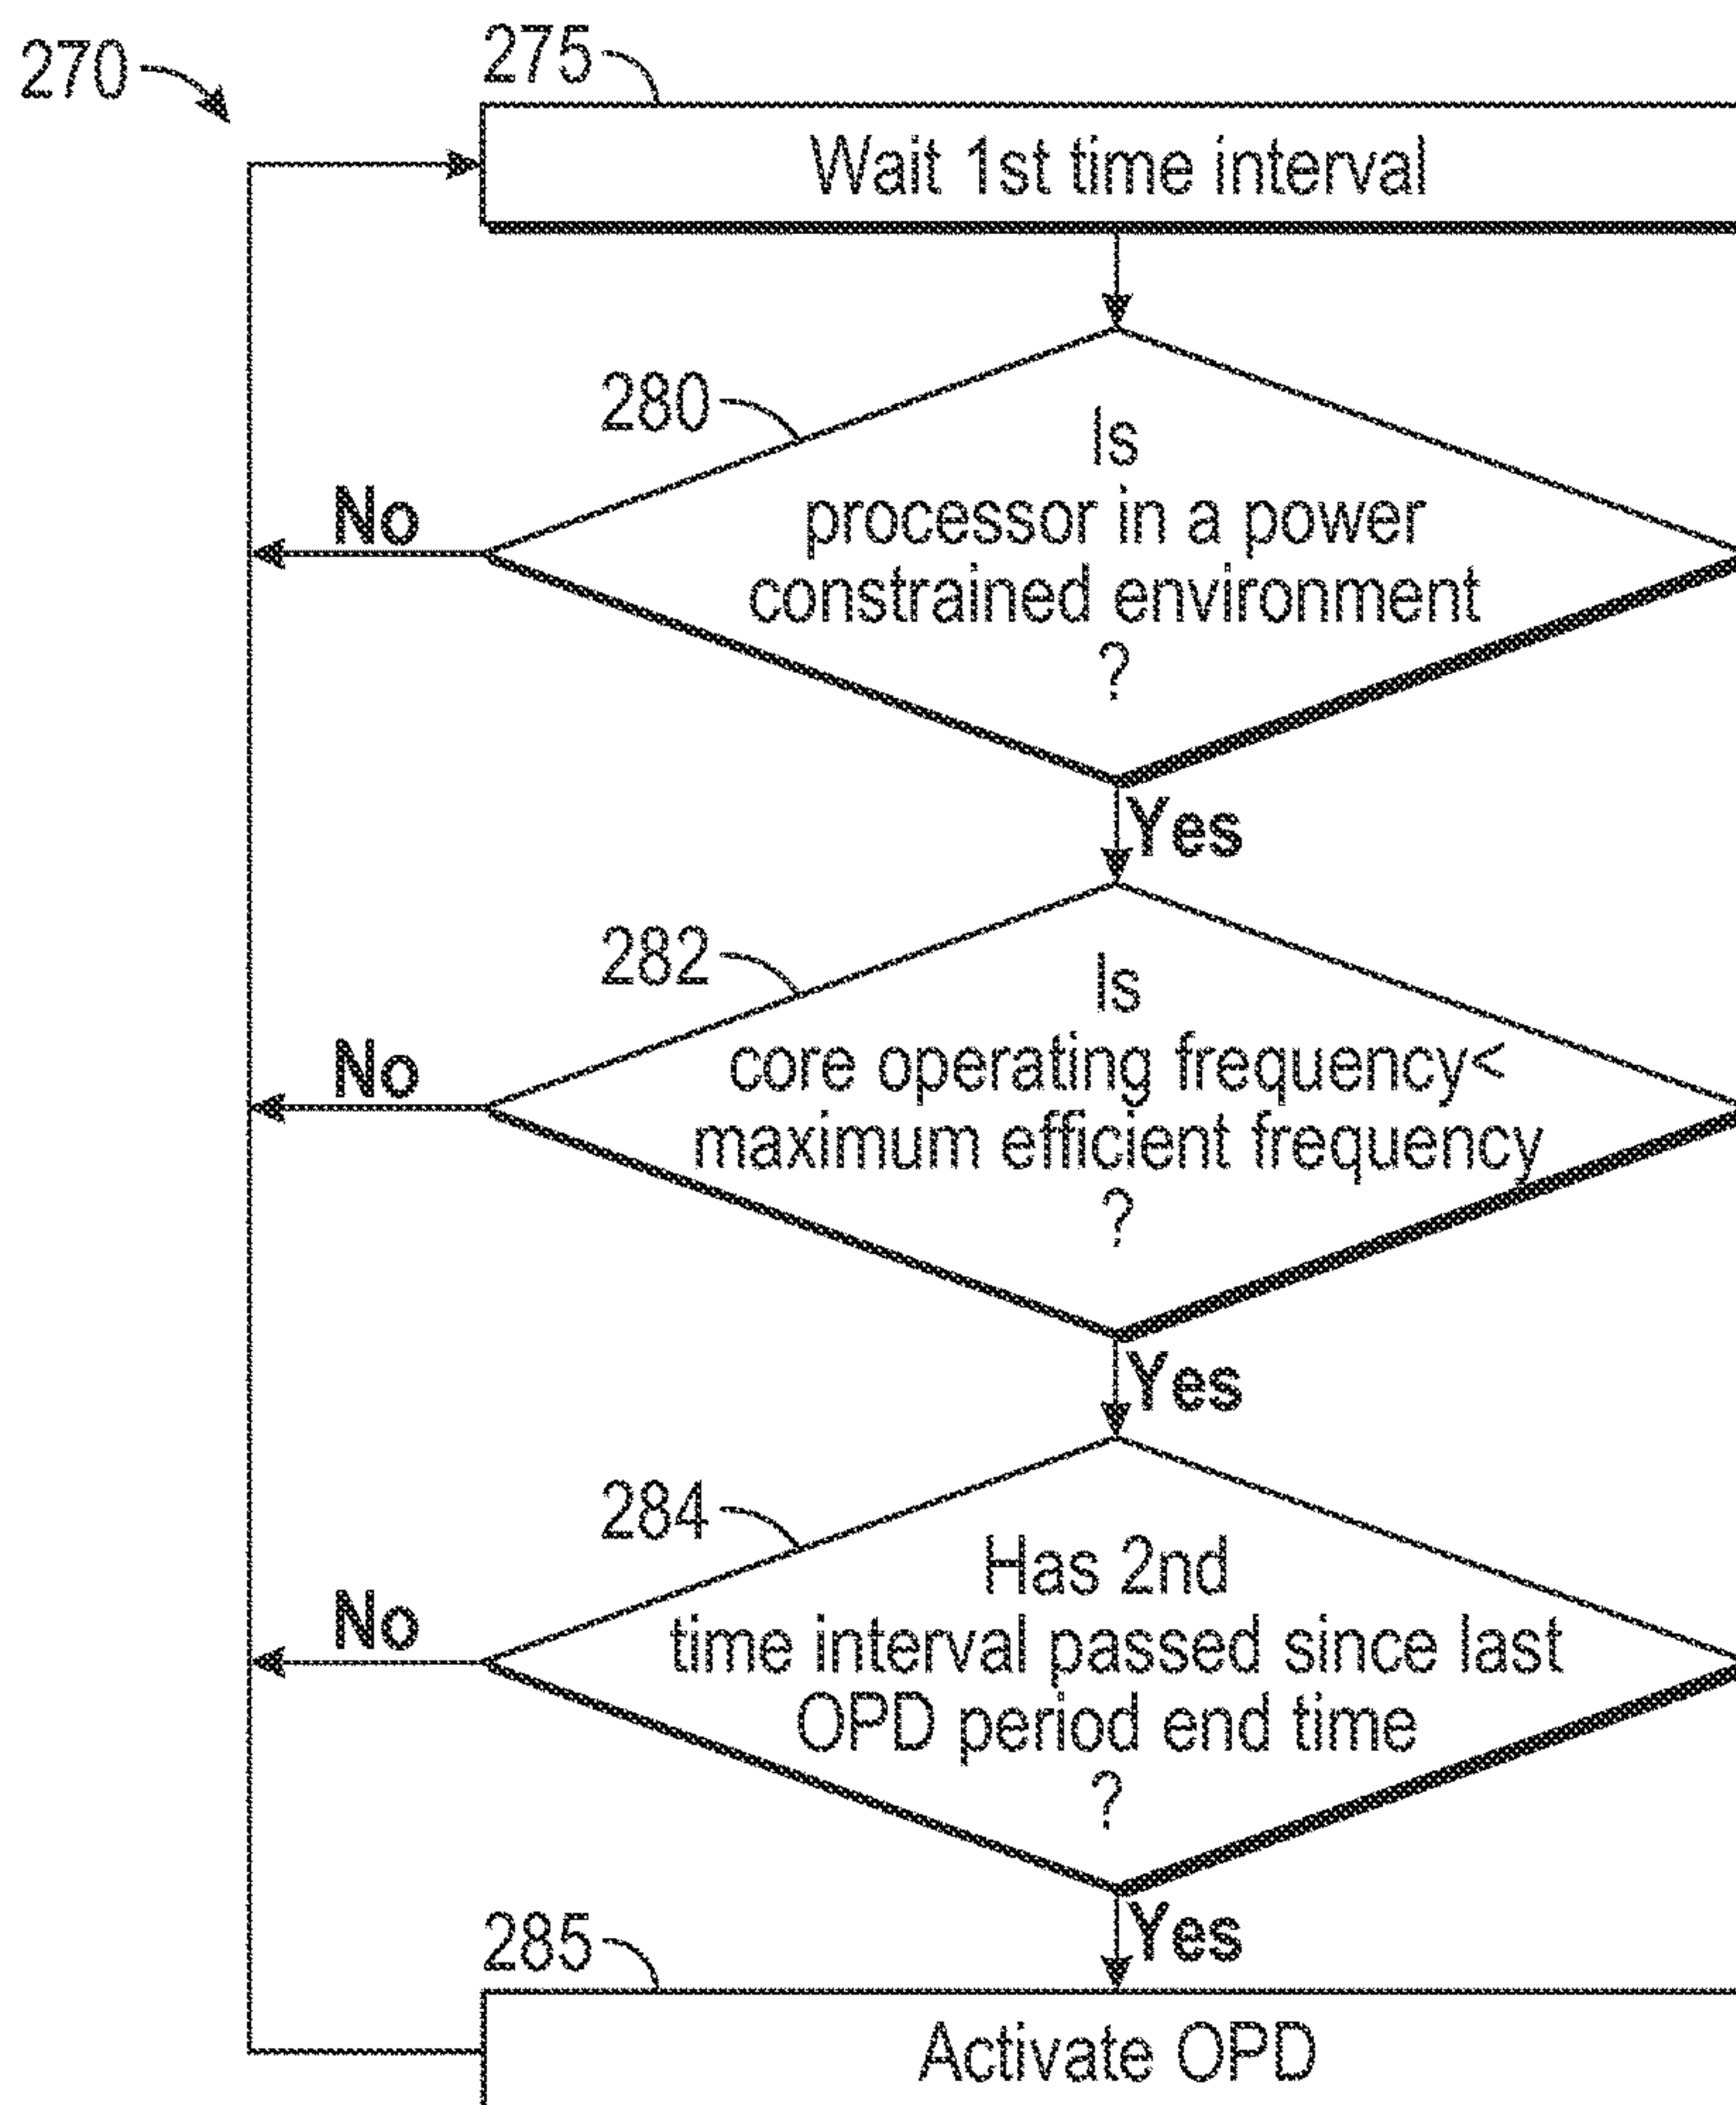 270
275
Wait 1st time interval
280
Is
processor in a power
constrained environment
?
No
Yes
282
Is
core operating frequency<
maximum efficient frequency
?
No
Yes
284
Has 2nd
time interval passed since last
OPD period end time
?
No
Yes
285
Activate OPD